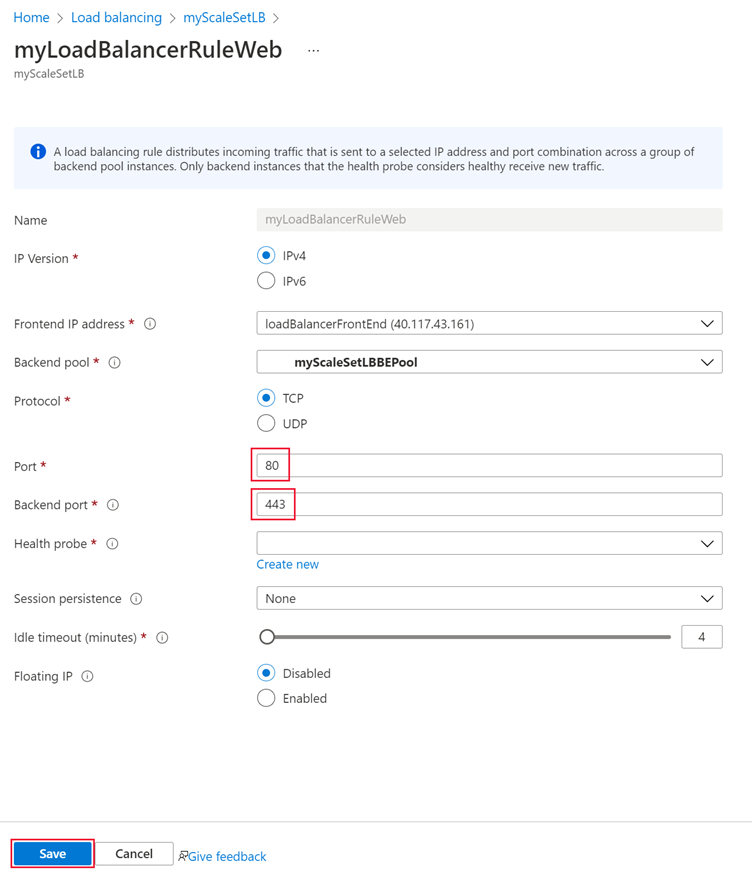 Home > Load balancing > myScaleSetLB >
myLoadBalancerRuleWeb ...
myScaleSetLB
A load balancing rule distributes incoming traffic that is sent to a selected IP address and port combination across a group of
backend pool instances. Only backend instances that the health probe considers healthy receive new traffic.
Name myLoadBalancerRuleWeb
IP Version * IPv4
IPv6
Frontend IP address * loadBalancerFrontEnd (40.117.43.161)
Backend pool * myScaleSetLBBEPool
Protocol * TCP
UDP
Port * 80
Backend port * 443
Health probe *
Create new
Session persistence None
Idle timeout (minutes) * 4
Floating IP Disabled
Enabled
Save Cancel Give feedback